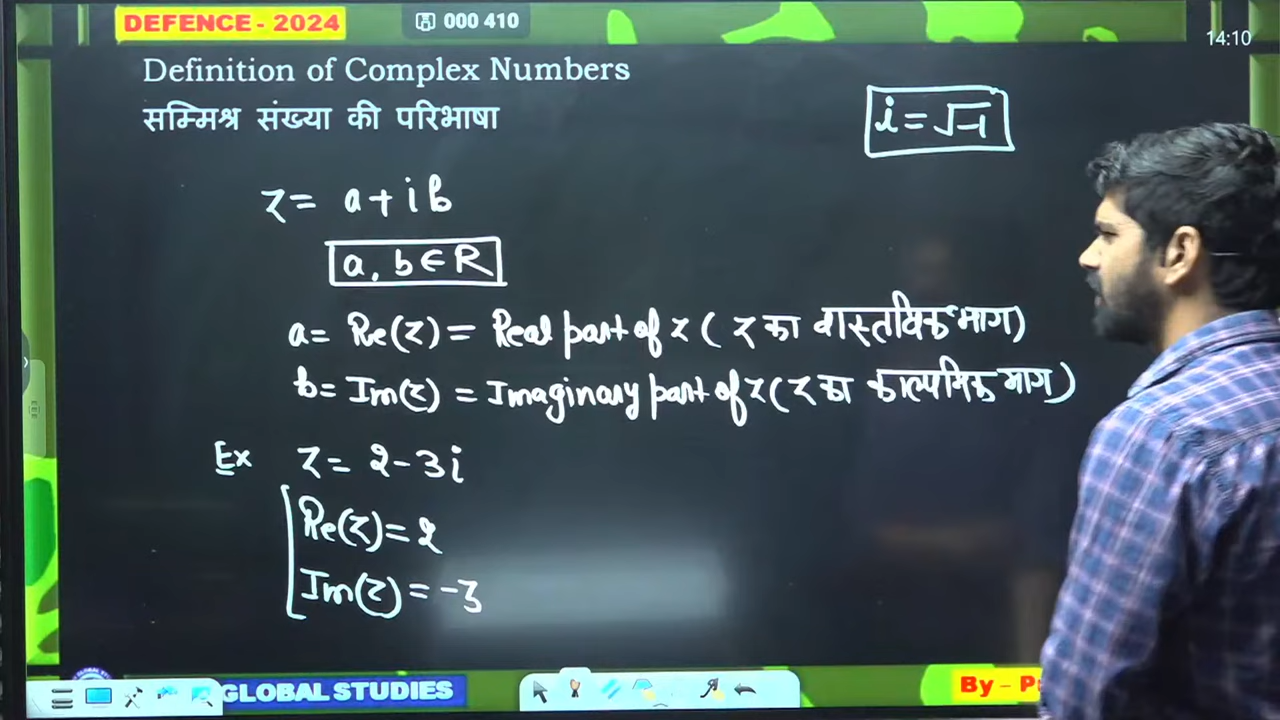 DEFENCE - 2024
000 410
14:10
Definition of Complex Numbers
सम्मिश्र संख्या की परिभाषा
i = √-1
z = a + i b
a, b ∈ R
a = Re(z) = Real part of z ( z का वास्तविक भाग )
b = Im(z) = Imaginary part of z ( z का काल्पनिक भाग )
Ex z = 2 - 3i
Re(z) = 2
Im(z) = -3
GLOBAL STUDIES
By –